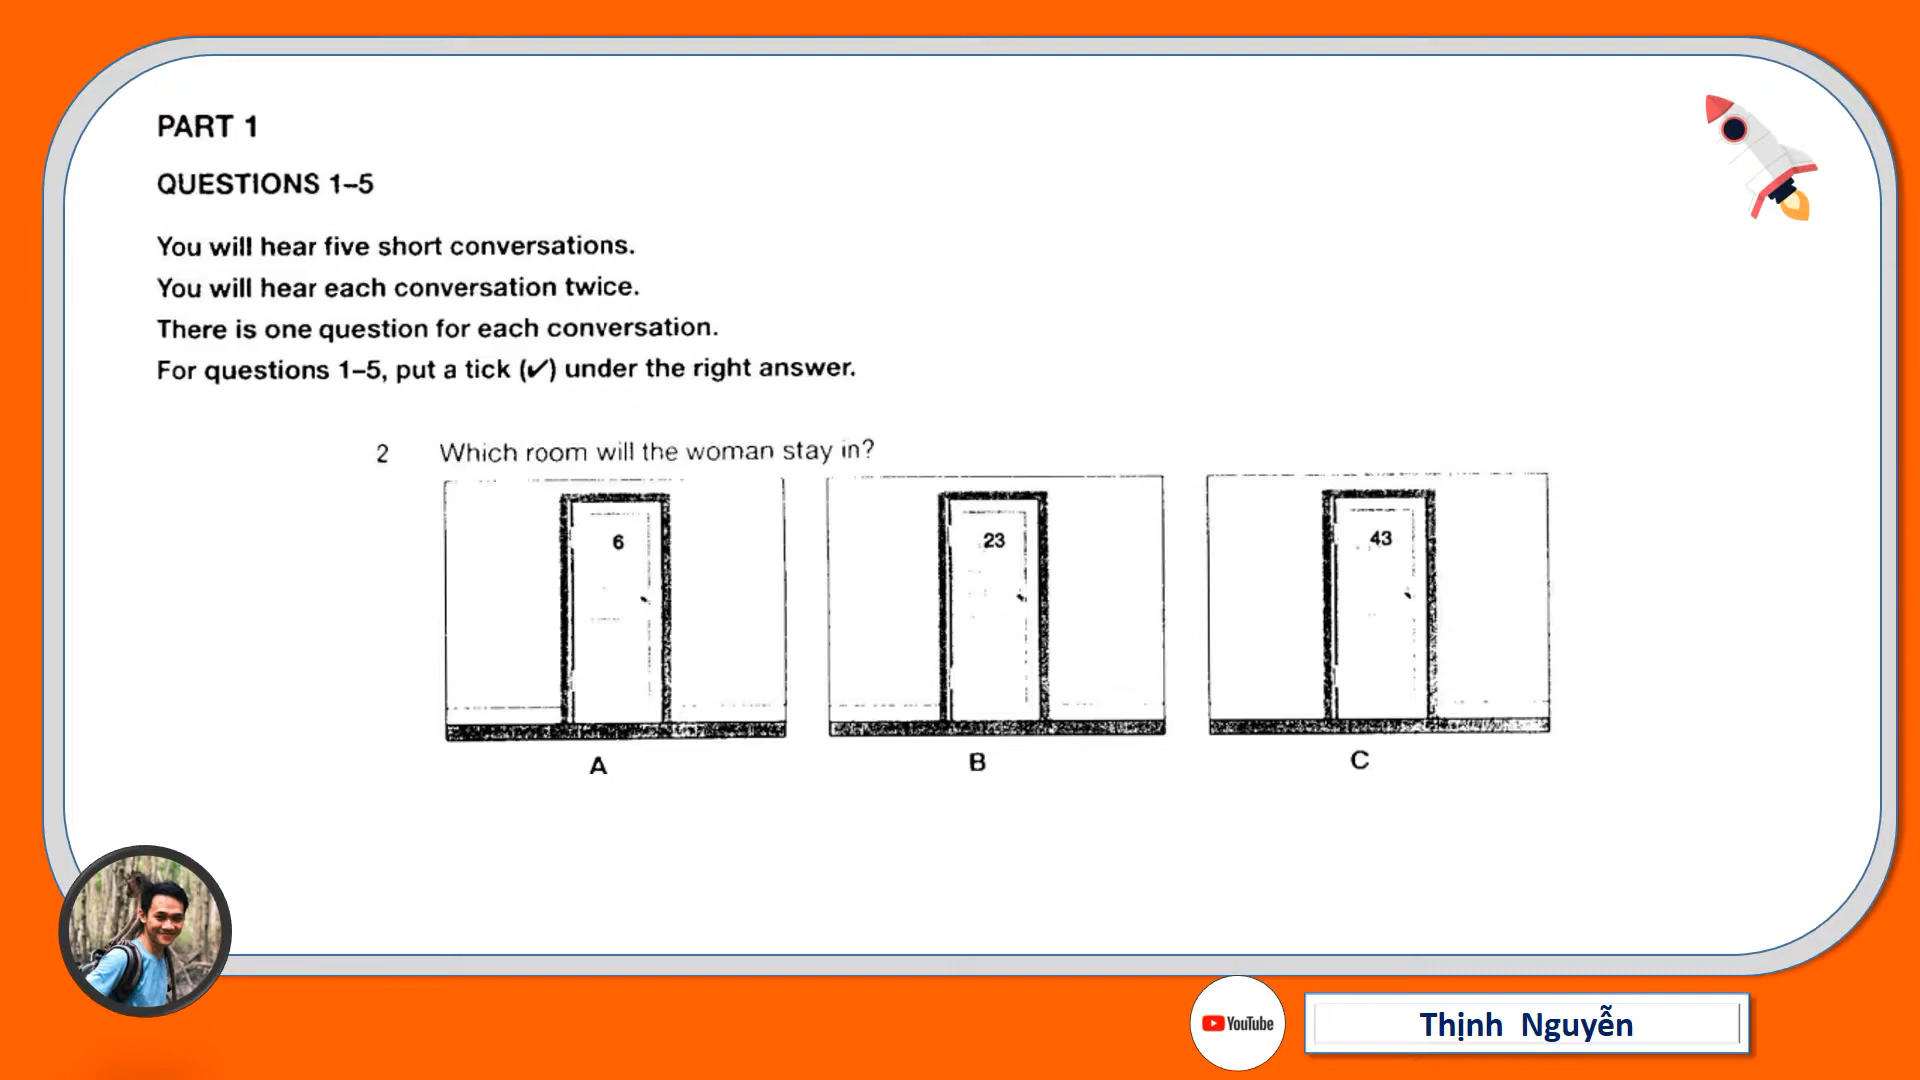 PART 1
QUESTIONS 1–5
You will hear five short conversations.
You will hear each conversation twice.
There is one question for each conversation.
For questions 1–5, put a tick (✓) under the right answer.
2 Which room will the woman stay in?
6 23 43
A B C
YouTube
Thịnh Nguyễn